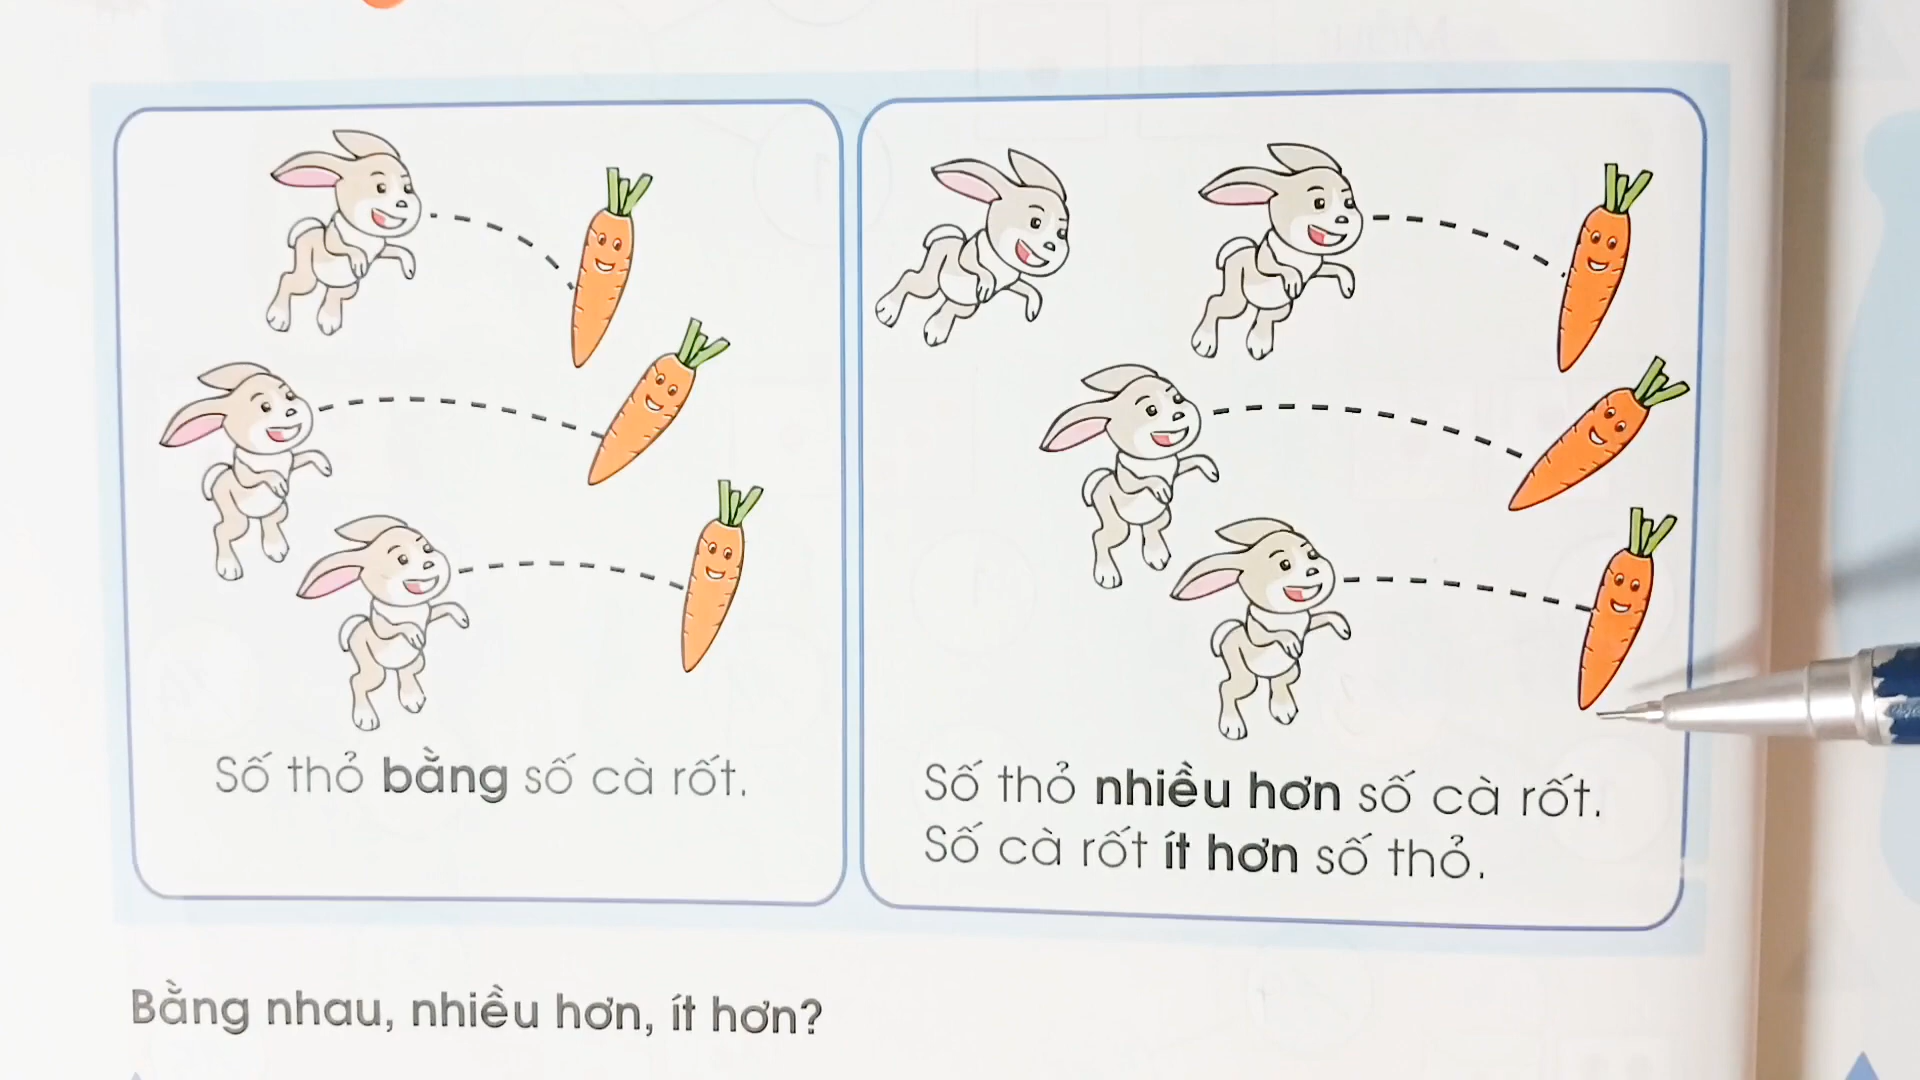 Số thỏ bằng số cà rốt.
Số thỏ nhiều hơn số cà rốt.
Số cà rốt ít hơn số thỏ.
Bằng nhau, nhiều hơn, ít hơn?